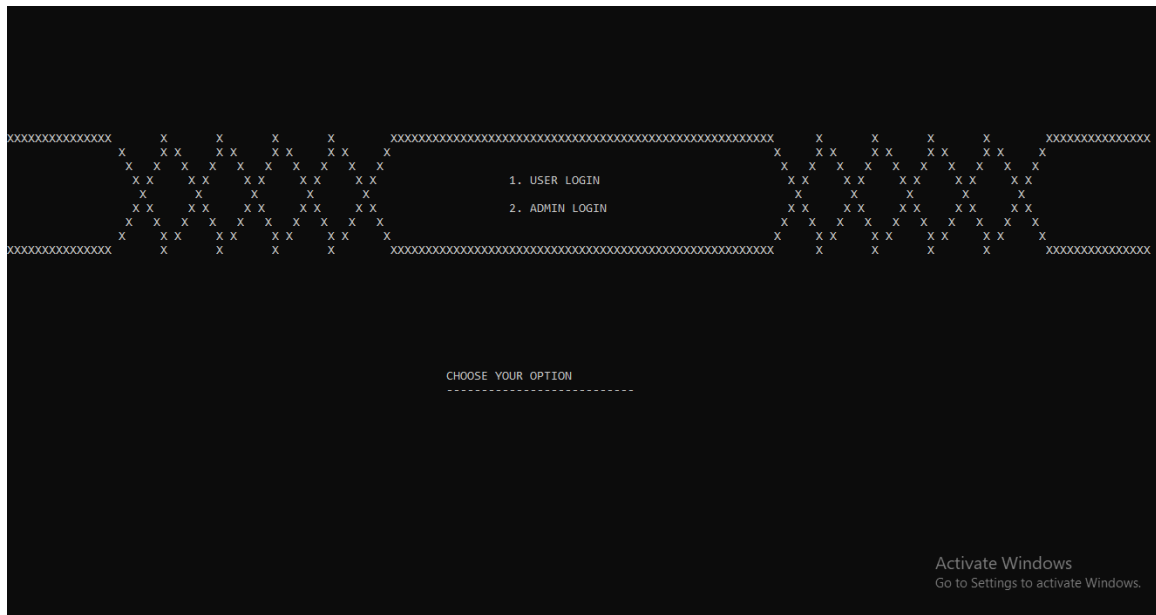 1. USER LOGIN
2. ADMIN LOGIN
CHOOSE YOUR OPTION
Activate Windows
Go to Settings to activate Windows.